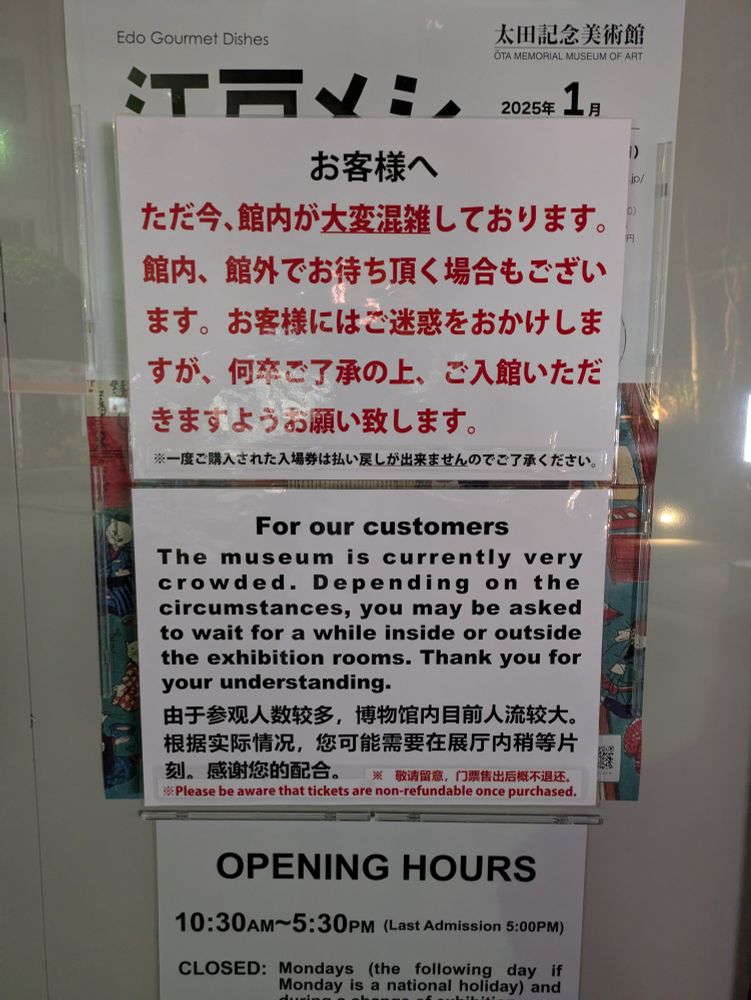 Edo Gourmet Dishes
太田記念美術館
ŌTA MEMORIAL MUSEUM OF ART
江戸メシ
2025年1月
jp/
お客様へ
ただ今、館内が大変混雑しております。
館内、館外でお待ち頂く場合もござい
ます。お客様にはご迷惑をおかけしま
すが、何卒ご了承の上、ご入館いただ
きますようお願い致します。
※一度ご購入された入場券は払い戻しが出来ませんのでご了承ください。
For our customers
The museum is currently very
crowded. Depending on the
circumstances, you may be asked
to wait for a while inside or outside
the exhibition rooms. Thank you for
your understanding.
由于参观人数较多，博物馆内目前人流较大。
根据实际情况，您可能需要在展厅内稍等片
刻。感谢您的配合。
※ 敬请留意，门票售出后概不退还。
※Please be aware that tickets are non-refundable once purchased.
OPENING HOURS
10:30AM~5:30PM (Last Admission 5:00PM)
CLOSED: Mondays (the following day if
Monday is a national holiday) and
during a change of exhibition